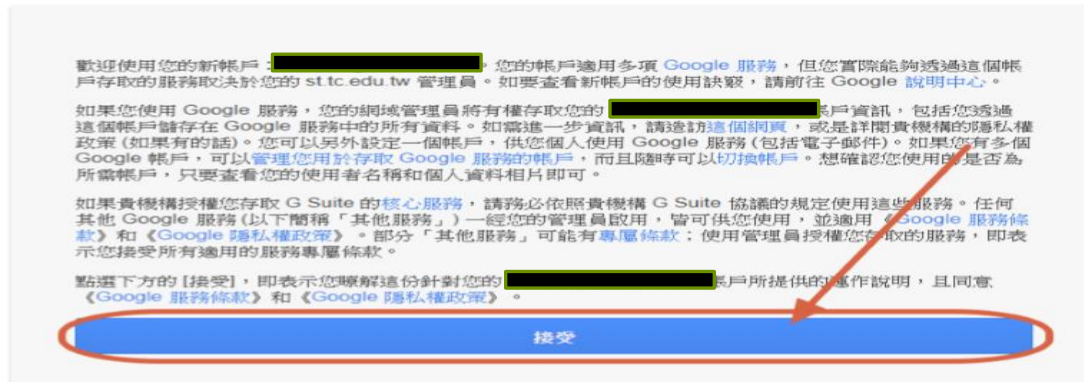 歡迎使用您的新帳戶：。您的帳戶適用多項 Google 服務，但您實際能夠透過這個帳
戶存取的服務取決於您的 st.tc.edu.tw 管理員。如要查看新帳戶的使用訣竅，請前往 Google 說明中心。
如果您使用 Google 服務，您的網域管理員將有權存取您的 帳戶資訊，包括您透過
這個帳戶儲存在 Google 服務中的所有資料。如需進一步資訊，請造訪這個網頁，或是詳閱貴機構的隱私權
政策 (如果有的話)。您可以另外設定一個帳戶，供您個人使用 Google 服務 (包括電子郵件)。如果您有多個
Google 帳戶，可以管理您用於存取 Google 服務的帳戶，而且隨時可以切換帳戶。想確認您使用的是否為
所需帳戶，只要查看您的使用者名稱和個人資料相片即可。
如果貴機構授權您存取 G Suite 的核心服務，請務必依照貴機構 G Suite 協議的規定使用這些服務。任何
其他 Google 服務 (以下簡稱「其他服務」) 一經您的管理員啟用，皆可供您使用，並適用《Google 服務條
款》和《Google 隱私權政策》。部分「其他服務」可能有專屬條款；使用管理員授權您存取的服務，即表
示您接受所有適用的服務專屬條款。
點選下方的 [接受]，即表示您瞭解這份針對您的 帳戶所提供的運作說明，且同意
《Google 服務條款》和《Google 隱私權政策》。
接受